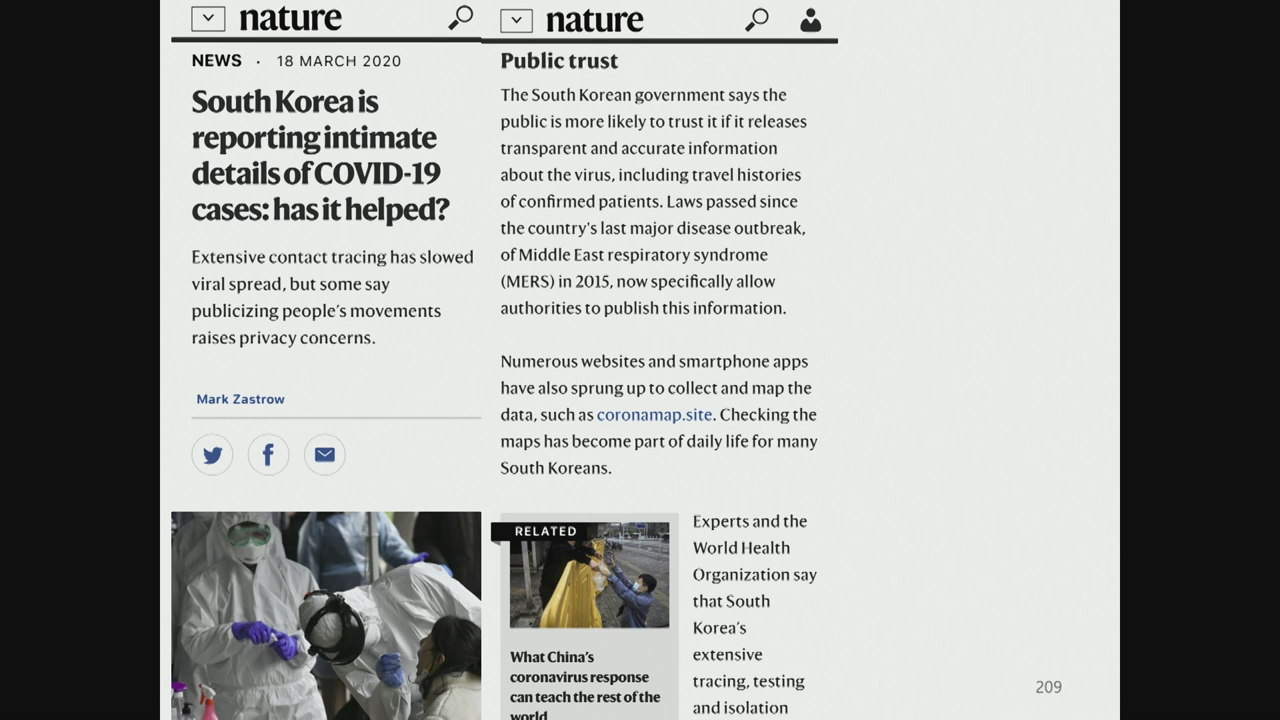 nature
NEWS · 18 MARCH 2020
South Korea is
reporting intimate
details of COVID-19
cases: has it helped?
Extensive contact tracing has slowed
viral spread, but some say
publicizing people's movements
raises privacy concerns.
Mark Zastrow
nature
Public trust
The South Korean government says the
public is more likely to trust it if it releases
transparent and accurate information
about the virus, including travel histories
of confirmed patients. Laws passed since
the country's last major disease outbreak,
of Middle East respiratory syndrome
(MERS) in 2015, now specifically allow
authorities to publish this information.
Numerous websites and smartphone apps
have also sprung up to collect and map the
data, such as coronamap.site. Checking the
maps has become part of daily life for many
South Koreans.
RELATED
What China's
coronavirus response
can teach the rest of the
world
Experts and the
World Health
Organization say
that South
Korea's
extensive
tracing, testing
and isolation
209